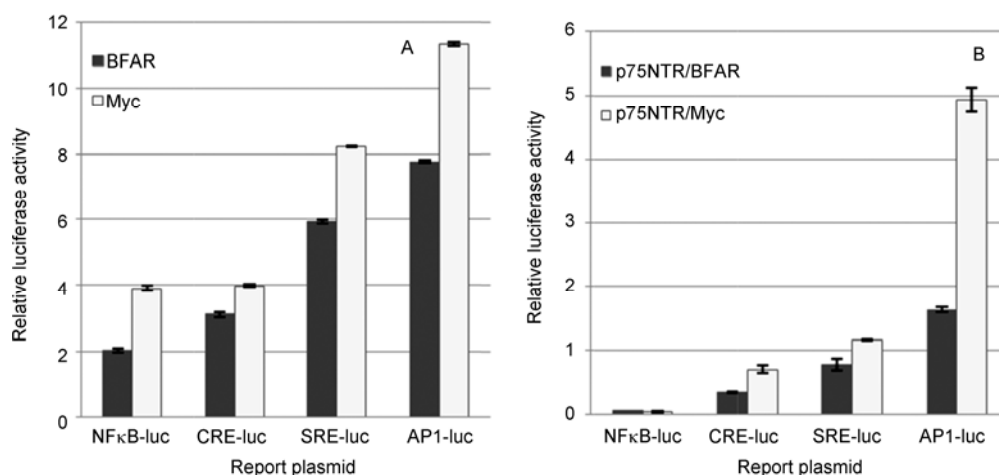 A
12
10
8
6
4
2
0
BFAR
Myc
Relative luciferase activity
NFκB-luc CRE-luc SRE-luc AP1-luc
Report plasmid
B
6
5
4
3
2
1
0
p75NTR/BFAR
p75NTR/Myc
Relative luciferase activity
NFκB-luc CRE-luc SRE-luc AP1-luc
Report plasmid